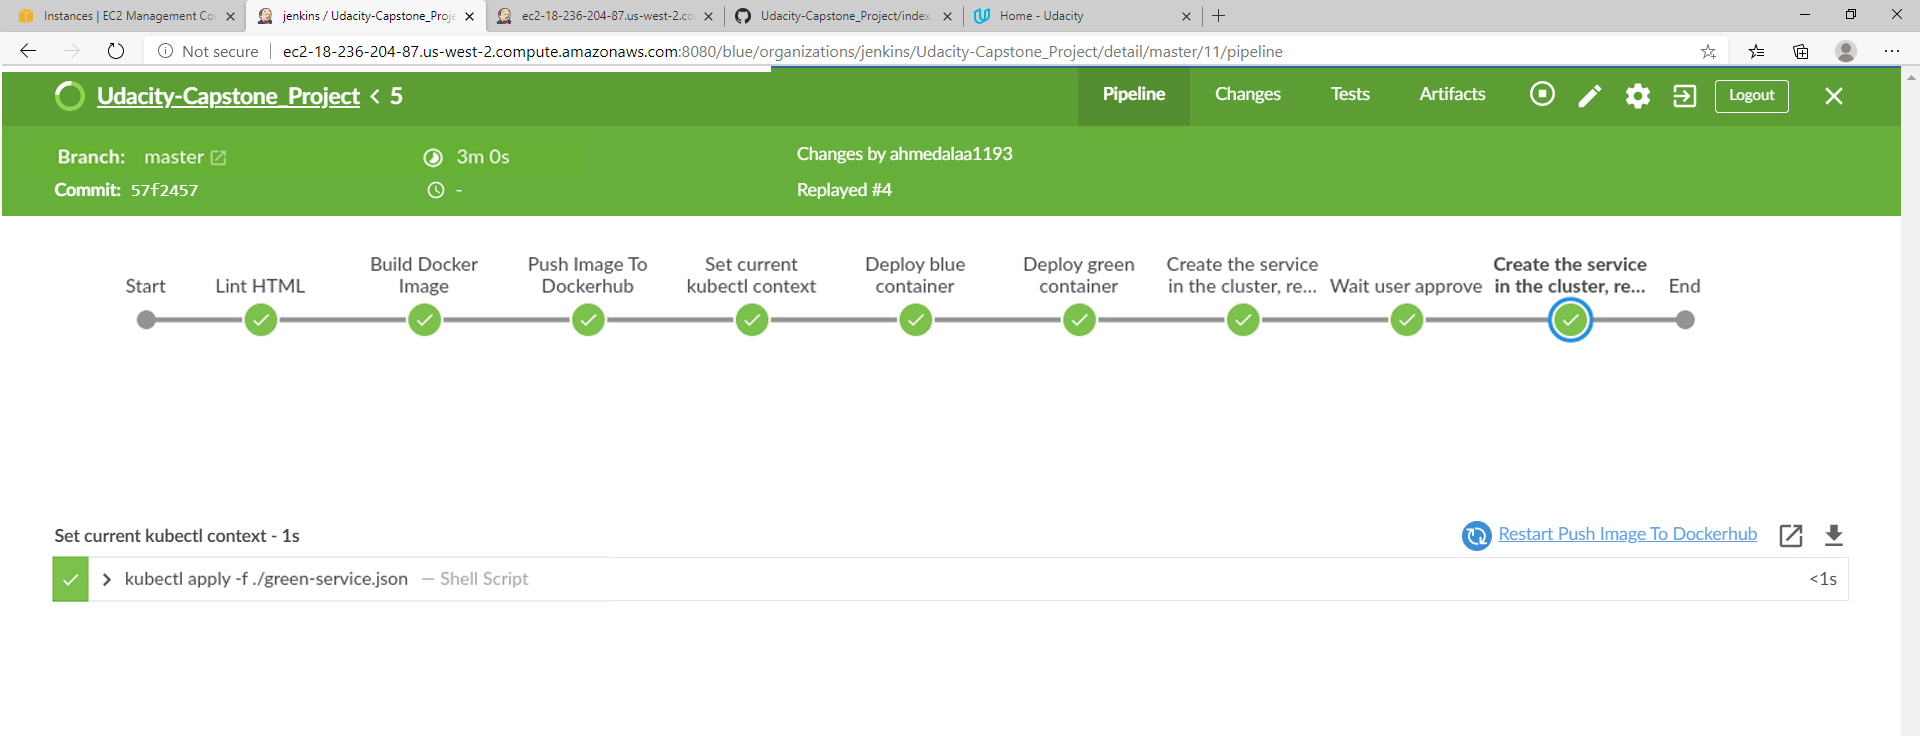 Instances | EC2 Management Co
jenkins / Udacity-Capstone_Proje
ec2-18-236-204-87.us-west-2.co
Udacity-Capstone_Project/index.
Home - Udacity
Not secure
ec2-18-236-204-87.us-west-2.compute.amazonaws.com:8080/blue/organizations/jenkins/Udacity-Capstone_Project/detail/master/11/pipeline
Udacity-Capstone_Project < 5
Pipeline
Changes
Tests
Artifacts
Logout
Branch: master
3m 0s
Changes by ahmedalaa1193
Commit: 57f2457
-
Replayed #4
Start
Lint HTML
Build Docker
Image
Push Image To
Dockerhub
Set current
kubectl context
Deploy blue
container
Deploy green
container
Create the service
in the cluster, re...
Wait user approve
Create the service
in the cluster, re...
End
Set current kubectl context - 1s
Restart Push Image To Dockerhub
kubectl apply -f ./green-service.json — Shell Script
<1s